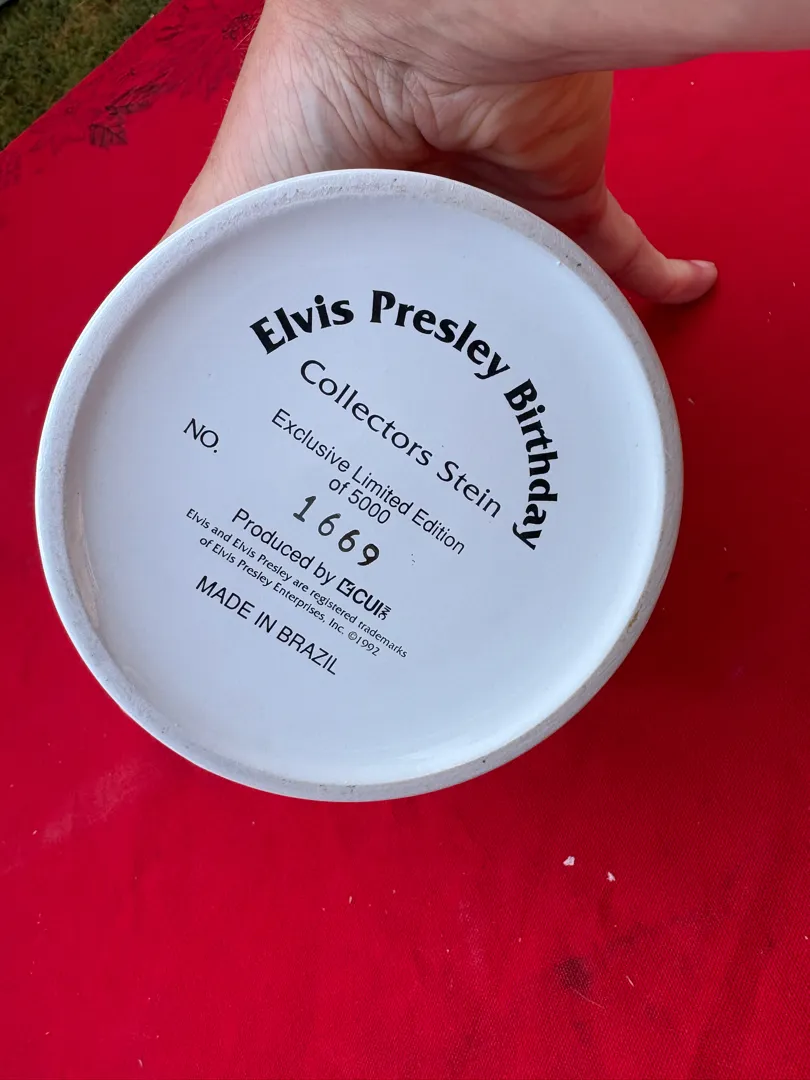 Elvis Presley Birthday
Collectors Stein
Exclusive Limited Edition
of 5000
NO.
1669
Produced by CUI INC
Elvis and Elvis Presley are registered trademarks
of Elvis Presley Enterprises, Inc. ©1992
MADE IN BRAZIL